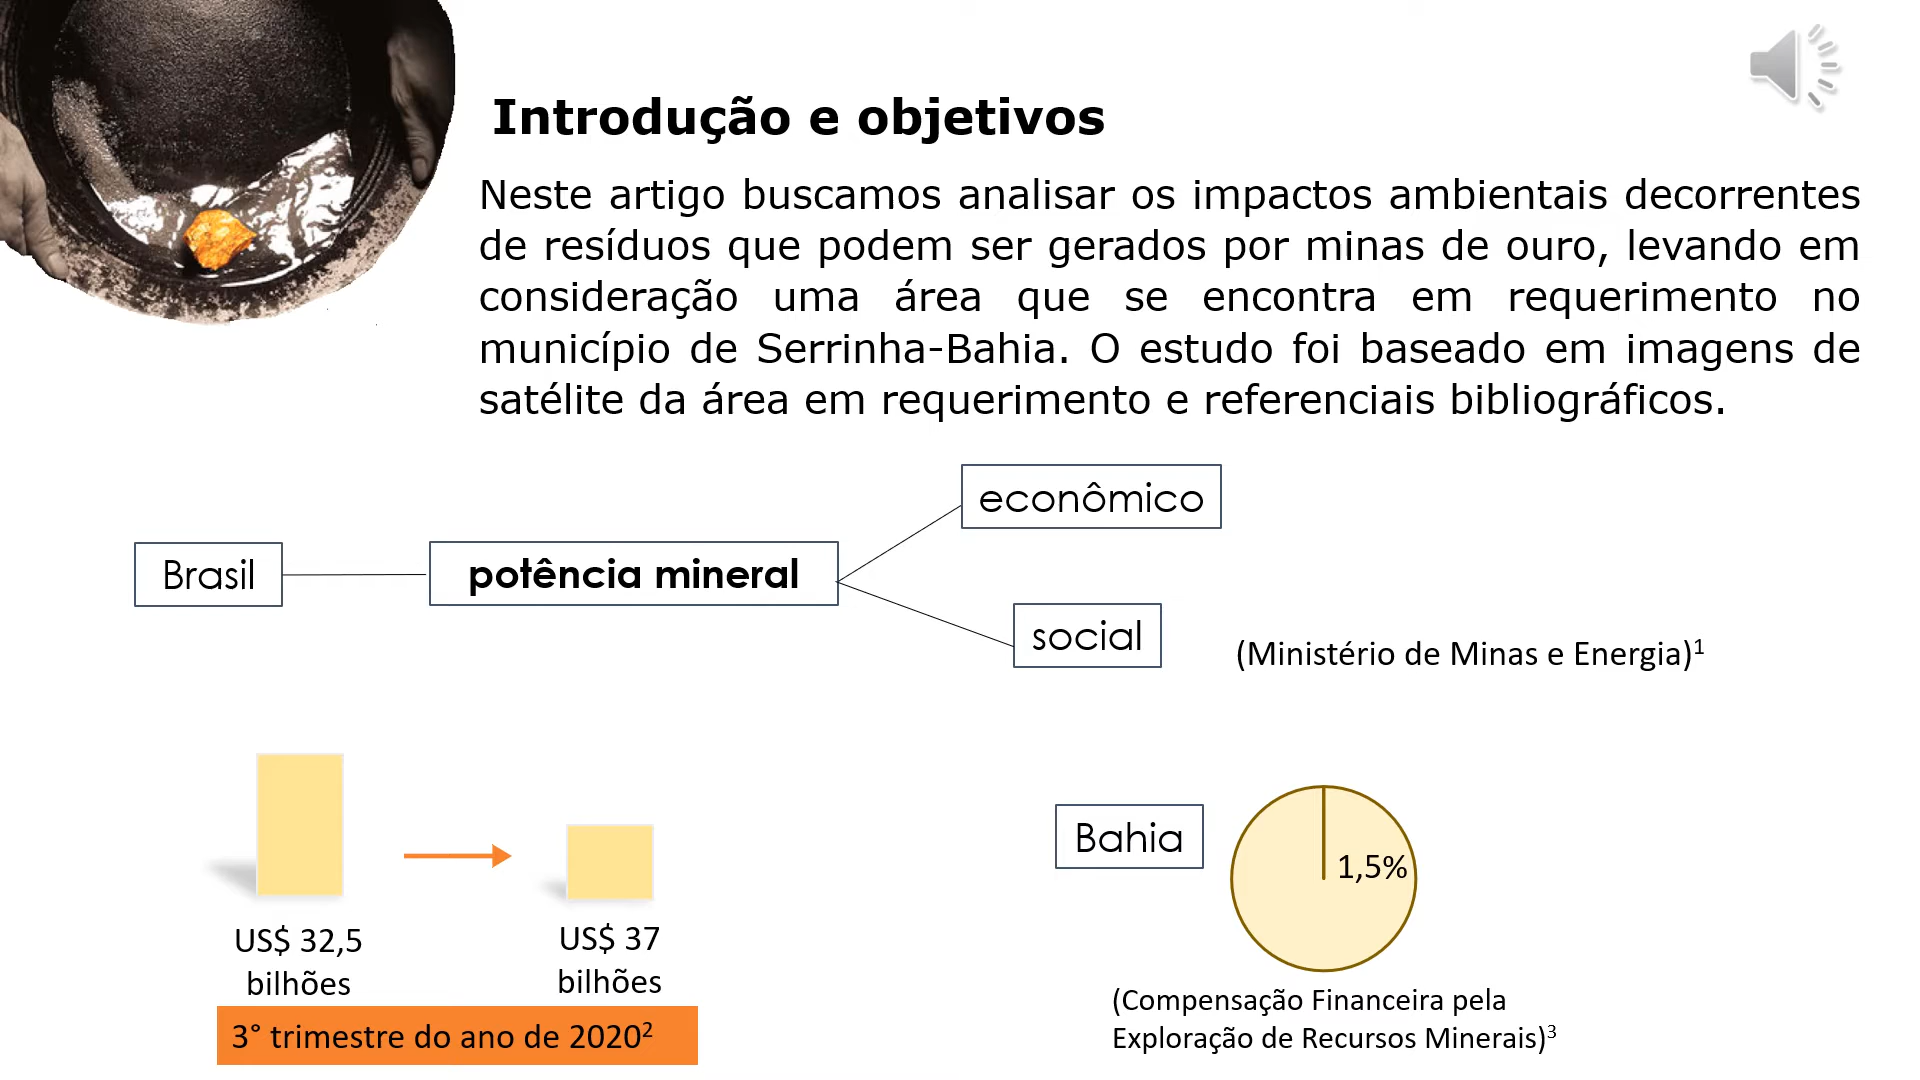 Introdução e objetivos
Neste artigo buscamos analisar os impactos ambientais decorrentes
de resíduos que podem ser gerados por minas de ouro, levando em
consideração uma área que se encontra em requerimento no
município de Serrinha-Bahia. O estudo foi baseado em imagens de
satélite da área em requerimento e referenciais bibliográficos.
econômico
Brasil
potência mineral
social
(Ministério de Minas e Energia)¹
Bahia
1,5%
US$ 32,5
bilhões
US$ 37
bilhões
3° trimestre do ano de 2020²
(Compensação Financeira pela
Exploração de Recursos Minerais)³